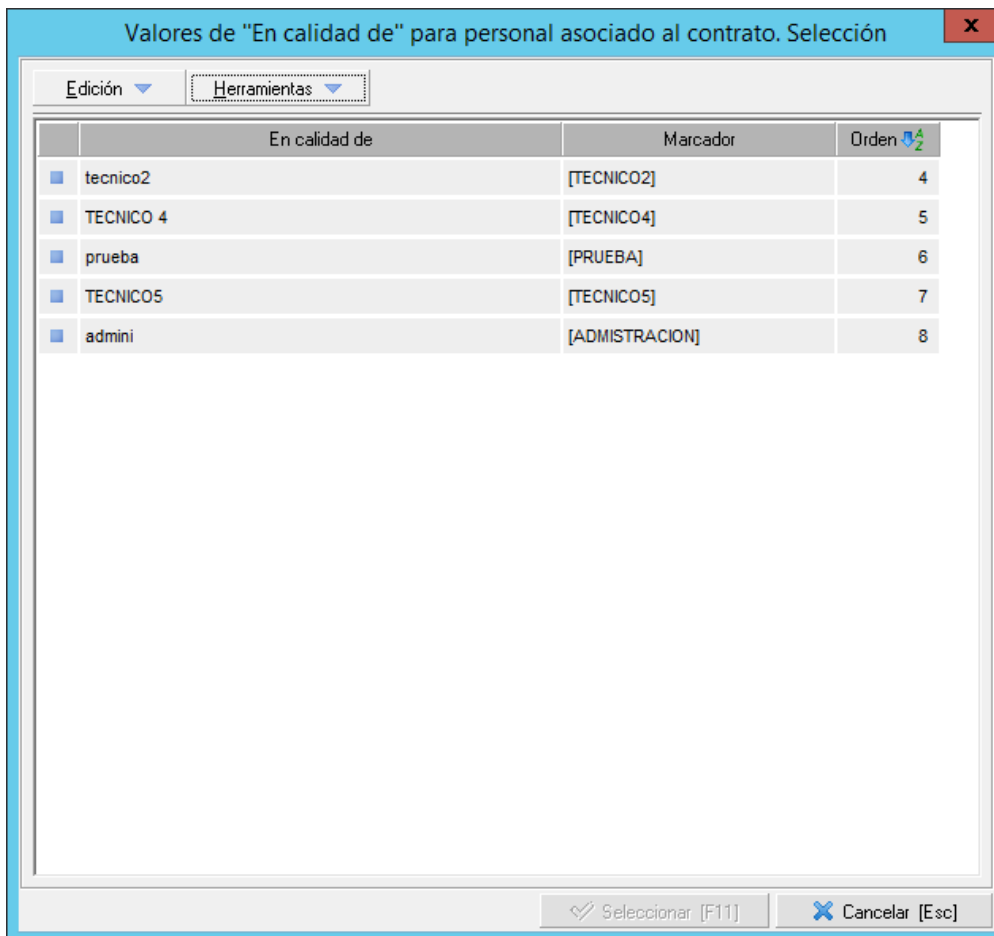 Valores de "En calidad de" para personal asociado al contrato. Selección
x
Edición Herramientas
En calidad de Marcador Orden AZ
tecnico2 [TECNICO2] 4
TECNICO 4 [TECNICO4] 5
prueba [PRUEBA] 6
TECNICO5 [TECNICO5] 7
admini [ADMISTRACION] 8
Seleccionar [F11] Cancelar [Esc]